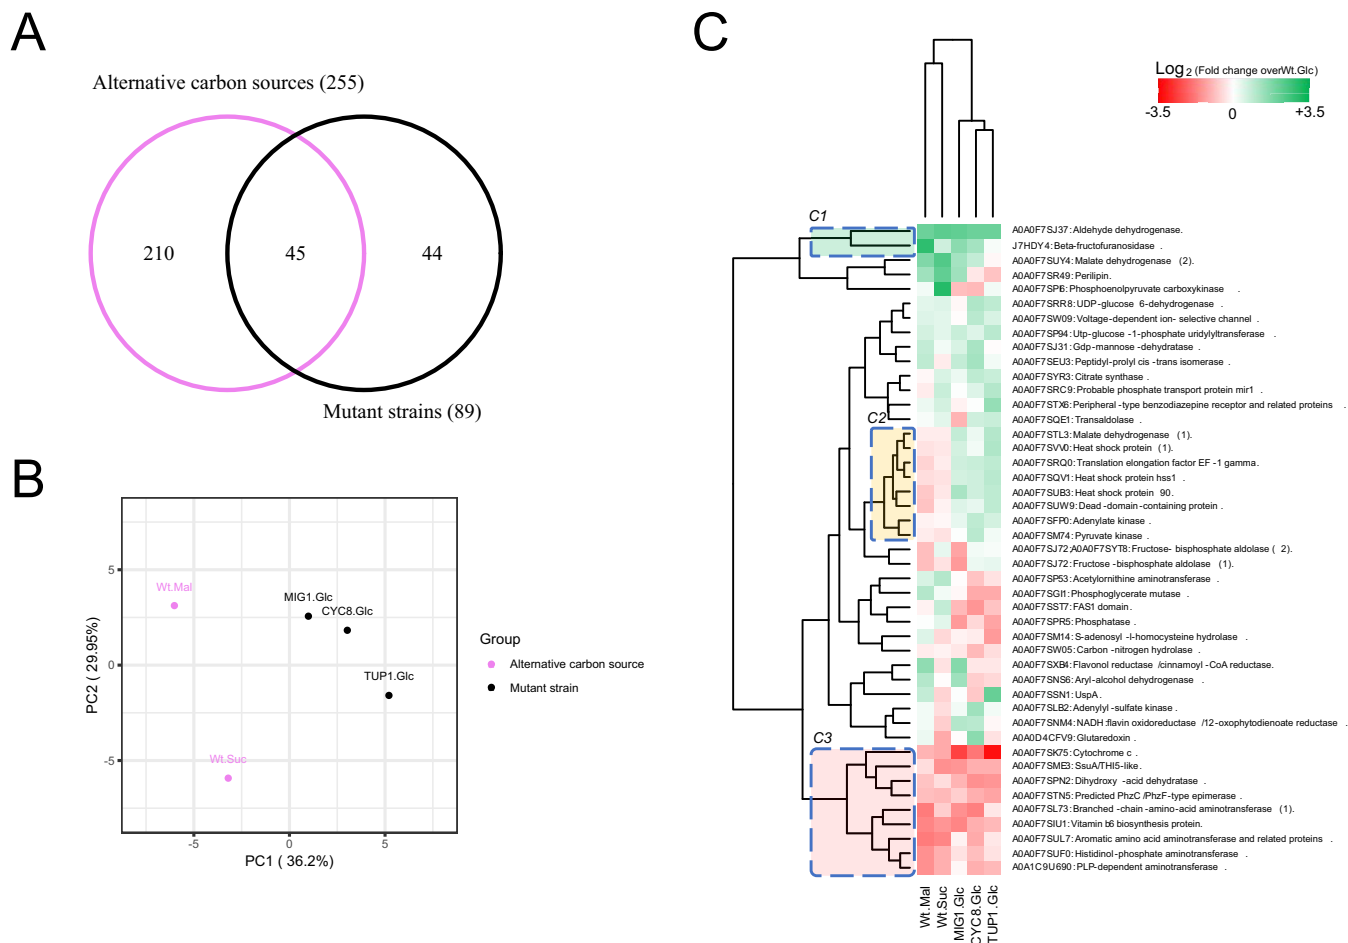 A
Alternative carbon sources (255)
210
45
44
Mutant strains (89)
B
Wt.Mal
MIG1.Glc
CYC8.Glc
TUP1.Glc
Wt.Suc
5
0
-5
-5
0
5
PC2 ( 29.95%)
PC1 ( 36.2%)
Group
Alternative carbon source
Mutant strain
C
Log2 (Fold change overWt.Glc)
-3.5
0
+3.5
C1
C2
C3
A0A0F7SJ37: Aldehyde dehydrogenase.
J7HDY4: Beta-fructofuranosidase .
A0A0F7SUY4: Malate dehydrogenase (2).
A0A0F7SR49: Perilipin.
A0A0F7SPI6: Phosphoenolpyruvate carboxykinase .
A0A0F7SRR8: UDP-glucose 6-dehydrogenase .
A0A0F7SW09: Voltage-dependent ion- selective channel .
A0A0F7SP94: Utp-glucose -1-phosphate uridylyltransferase .
A0A0F7SJ31: Gdp-mannose -dehydratase .
A0A0F7SEU3: Peptidyl-prolyl cis -trans isomerase .
A0A0F7SYR3: Citrate synthase .
A0A0F7SRC9: Probable phosphate transport protein mir1 .
A0A0F7STX6: Peripheral -type benzodiazepine receptor and related proteins .
A0A0F7SQE1: Transaldolase .
A0A0F7STL3: Malate dehydrogenase (1).
A0A0F7SVV0: Heat shock protein (1).
A0A0F7SRQ0: Translation elongation factor EF -1 gamma.
A0A0F7SQV1: Heat shock protein hss1 .
A0A0F7SUB3: Heat shock protein 90.
A0A0F7SUW9: Dead -domain-containing protein .
A0A0F7SFP0: Adenylate kinase .
A0A0F7SM74: Pyruvate kinase .
A0A0F7SJ72;A0A0F7SYT8: Fructose- bisphosphate aldolase ( 2).
A0A0F7SJ72: Fructose -bisphosphate aldolase (1).
A0A0F7SP53: Acetylornithine aminotransferase .
A0A0F7SGI1: Phosphoglycerate mutase .
A0A0F7SST7: FAS1 domain.
A0A0F7SPR5: Phosphatase .
A0A0F7SM14: S-adenosyl -l-homocysteine hydrolase .
A0A0F7SW05: Carbon -nitrogen hydrolase .
A0A0F7SXB4: Flavonol reductase /cinnamoyl -CoA reductase.
A0A0F7SNS6: Aryl-alcohol dehydrogenase .
A0A0F7SSN1: UspA .
A0A0F7SLB2: Adenylyl -sulfate kinase .
A0A0F7SNM4: NADH :flavin oxidoreductase /12-oxophytodienoate reductase .
A0A0D4CFV9: Glutaredoxin .
A0A0F7SK75: Cytochrome c .
A0A0F7SME3: SsuA/THI5-like.
A0A0F7SPN2: Dihydroxy -acid dehydratase .
A0A0F7STN5: Predicted PhzC /PhzF-type epimerase .
A0A0F7SL73: Branched -chain -amino-acid aminotransferase (1).
A0A0F7SIU1: Vitamin b6 biosynthesis protein.
A0A0F7SUL7: Aromatic amino acid aminotransferase and related proteins .
A0A0F7SUF0: Histidinol -phosphate aminotransferase .
A0A1C9U690: PLP-dependent aminotransferase .
Wt.Mal
Wt.Suc
MIG1.Glc
CYC8.Glc
TUP1.Glc